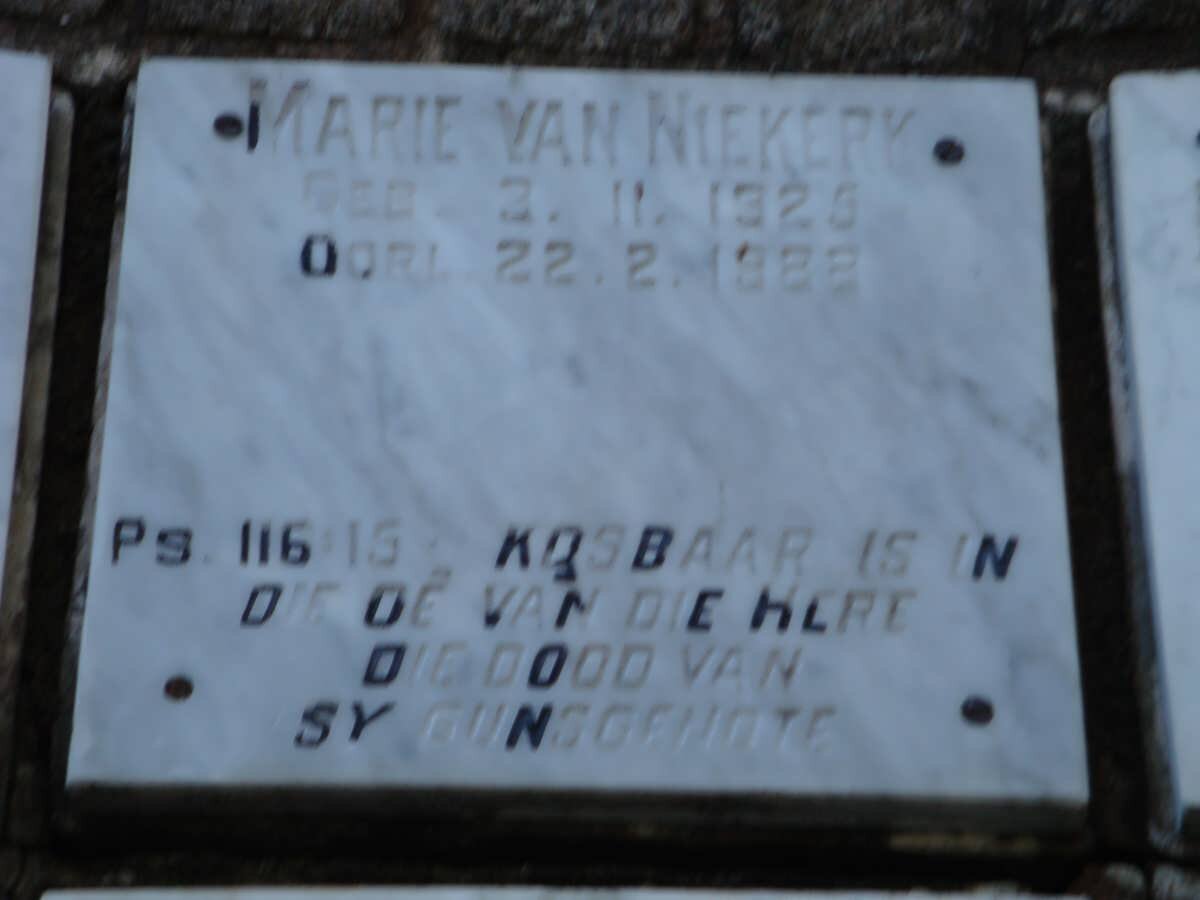 MARIE VAN NIEKERK
GEB. 3. 11. 1926
OORL. 22. 2. 1988
Ps. 116:15: KOSBAAR IS IN
DIE OË VAN DIE HERE
DIE DOOD VAN
SY GUNSGENOTE